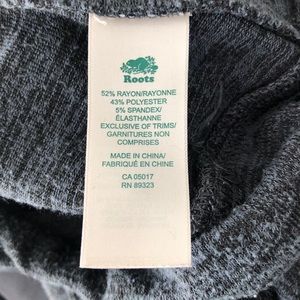 Roots
52% RAYON/RAYONNE
43% POLYESTER
5% SPANDEX/
ÉLASTHANNE
EXCLUSIVE OF TRIMS/
GARNITURES NON
COMPRISES
MADE IN CHINA/
FABRIQUÉ EN CHINE
CA 05017
RN 89323